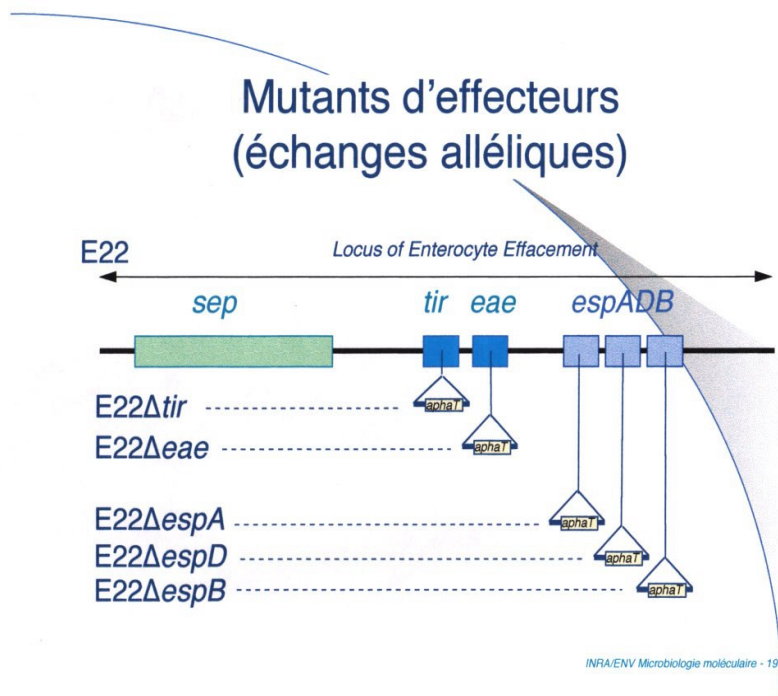 Mutants d'effecteurs
(échanges alléliques)
E22
Locus of Enterocyte Effacement
sep tir eae espADB
E22Δtir
aphaT
E22Δeae
aphaT
E22ΔespA
aphaT
E22ΔespD
aphaT
E22ΔespB
aphaT
INRA/ENV Microbiologie moléculaire - 19